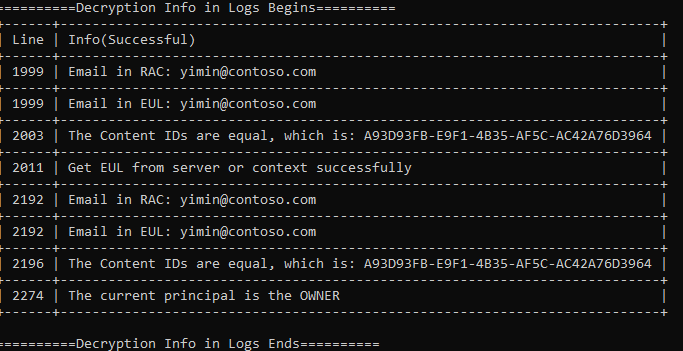 ==========Decryption Info in Logs Begins==========
+------+---------------------------------------------------------------------------+
| Line | Info(Successful) |
+------+---------------------------------------------------------------------------+
| 1999 | Email in RAC: yimin@contoso.com |
+------+---------------------------------------------------------------------------+
| 1999 | Email in EUL: yimin@contoso.com |
+------+---------------------------------------------------------------------------+
| 2003 | The Content IDs are equal, which is: A93D93FB-E9F1-4B35-AF5C-AC42A76D3964 |
+------+---------------------------------------------------------------------------+
| 2011 | Get EUL from server or context successfully |
+------+---------------------------------------------------------------------------+
| 2192 | Email in RAC: yimin@contoso.com |
+------+---------------------------------------------------------------------------+
| 2192 | Email in EUL: yimin@contoso.com |
+------+---------------------------------------------------------------------------+
| 2196 | The Content IDs are equal, which is: A93D93FB-E9F1-4B35-AF5C-AC42A76D3964 |
+------+---------------------------------------------------------------------------+
| 2274 | The current principal is the OWNER |
+------+---------------------------------------------------------------------------+
==========Decryption Info in Logs Ends==========